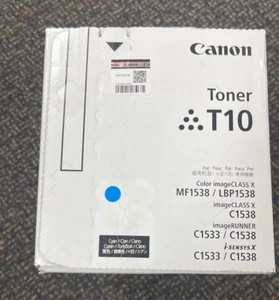 Canon
Toner
T10
Color imageCLASS X
MF1538 / LBP1538
imageCLASS X
C1538
imageRUNNER
C1533 / C1538
i-SENSYS X
C1533 / C1538